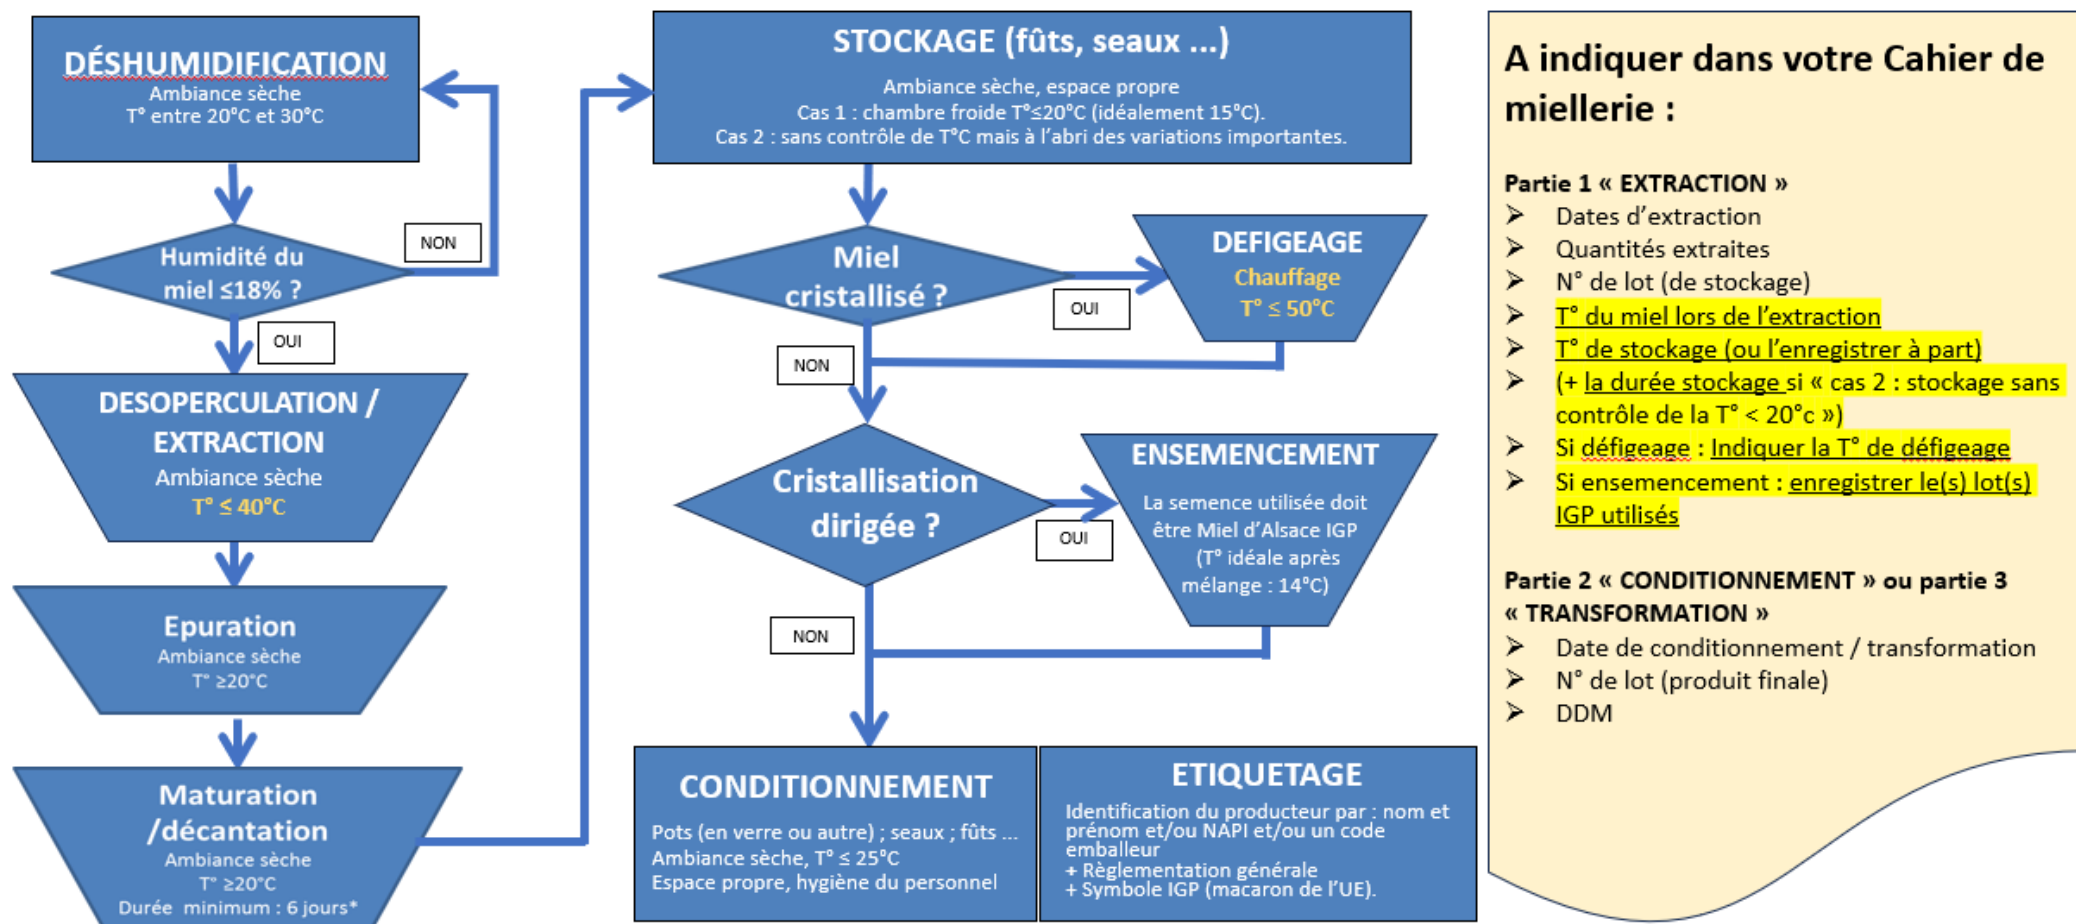 DÉSHUMIDIFICATION
Ambiance sèche
T° entre 20°C et 30°C
NON
Humidité du
miel ≤18% ?
OUI
DESOPERCULATION /
EXTRACTION
Ambiance sèche
T° ≤ 40°C
Epuration
Ambiance sèche
T° ≥20°C
Maturation
/décantation
Ambiance sèche
T° ≥20°C
Durée minimum : 6 jours*
STOCKAGE (fûts, seaux ...)
Ambiance sèche, espace propre
Cas 1 : chambre froide T°≤20°C (idéalement 15°C).
Cas 2 : sans contrôle de T°C mais à l'abri des variations importantes.
Miel
cristallisé ?
OUI
DEFIGEAGE
Chauffage
T° ≤ 50°C
NON
Cristallisation
dirigée ?
OUI
ENSEMENCEMENT
La semence utilisée doit
être Miel d'Alsace IGP
(T° idéale après
mélange : 14°C)
NON
CONDITIONNEMENT
Pots (en verre ou autre) ; seaux ; fûts ...
Ambiance sèche, T° ≤ 25°C
Espace propre, hygiène du personnel
ETIQUETAGE
Identification du producteur par : nom et
prénom et/ou NAPI et/ou un code
emballeur
+ Règlementation générale
+ Symbole IGP (macaron de l'UE).
A indiquer dans votre Cahier de
miellerie :
Partie 1 « EXTRACTION »
➢ Dates d'extraction
➢ Quantités extraites
➢ N° de lot (de stockage)
➢ T° du miel lors de l'extraction
➢ T° de stockage (ou l'enregistrer à part)
➢ (+ la durée stockage si « cas 2 : stockage sans
contrôle de la T° < 20°c »)
➢ Si défigeage : Indiquer la T° de défigeage
➢ Si ensemencement : enregistrer le(s) lot(s)
IGP utilisés
Partie 2 « CONDITIONNEMENT » ou partie 3
« TRANSFORMATION »
➢ Date de conditionnement / transformation
➢ N° de lot (produit finale)
➢ DDM